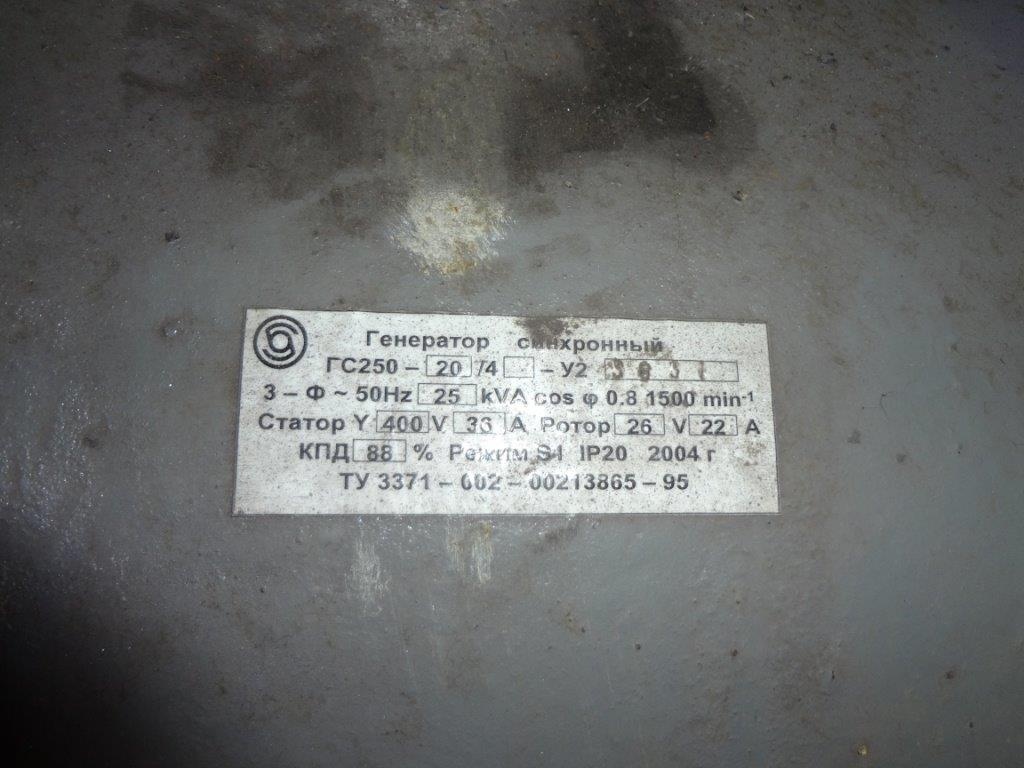 Генератор синхронный
ГС250 – 20 /4 – У2
3 – Ф ~ 50Hz 25 kVA cos φ 0.8 1500 min-¹
Статор Y 400 V 36 A Ротор 26 V 22 A
КПД 88 % Режим S1 IP20 2004 г
ТУ 3371 – 002 – 00213865 – 95